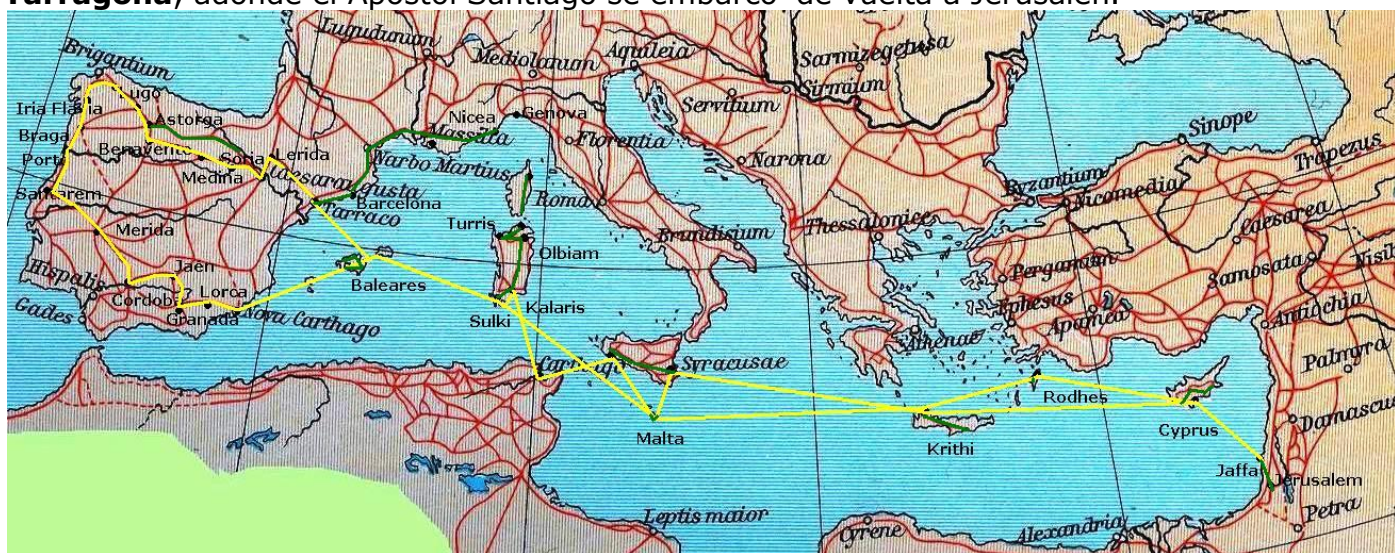 Tarragona, adonde el Apóstol Santiago se embarcó de vuelta a Jerusalén.
Brigantium
Lugudunum
Mediolanum
Aquileia
Sarmizegetusa
Sirmium
Servitium
Iria Flavia
Lugo
Astorga
Braga
Benavente
Porto
Soria
Lerida
Medina
Caesaraugusta
Nicea
Genova
Massilia
Florentia
Narbo Martius
Narona
Sinope
Trapezus
Byzantium
Nicomedia
Santarem
Barcelona
Tarraco
Roma
Merida
Turris
Olbiam
Brundisium
Thessalonice
Caesarea
Pergamum
Samosata
Nisi
Hispalis
Jaen
?
Cordob
Lorca
Granada
Gades
Nova Carthago
Baleares
Kalaris
Sulki
Ephesus
Apamea
Antiochia
Athenae
Palmyra
Carthago
Syracusae
Rodhes
Malta
Krithi
Cyprus
Damascus
Jaffa
Jerusalem
Leptis maior
Cyrene
Alexandria
Petra